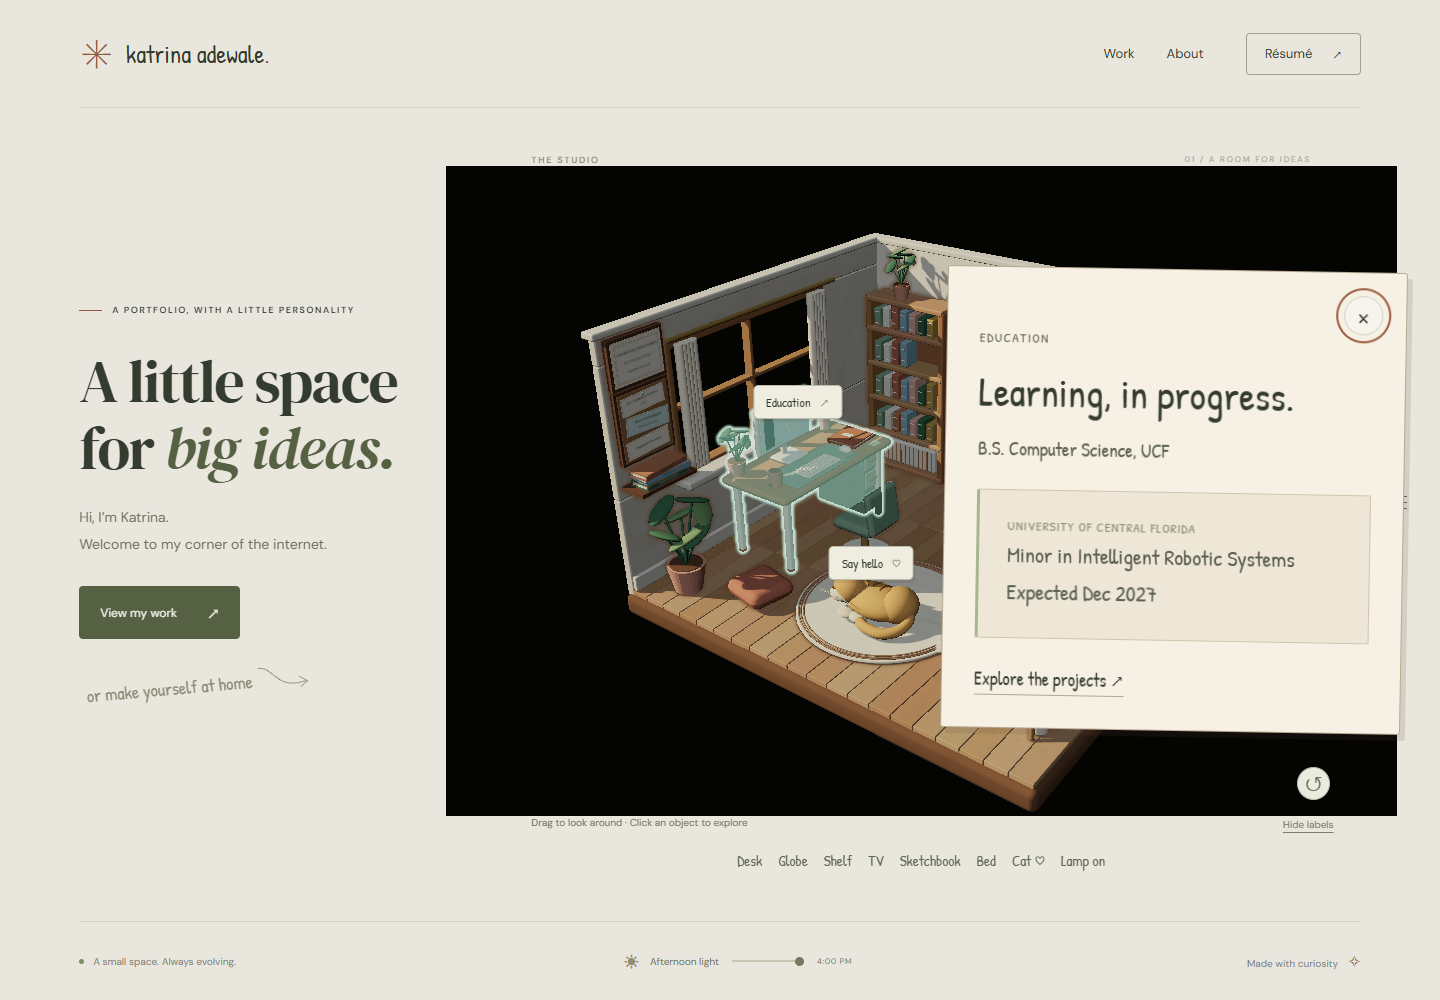 katrina adewale.
Work
About
Résumé ↗
THE STUDIO
01 / A ROOM FOR IDEAS
A PORTFOLIO, WITH A LITTLE PERSONALITY
A little space
for big ideas.
Hi, I’m Katrina.
Welcome to my corner of the internet.
View my work ↗
or make yourself at home
Education ↗
Say hello ♡
×
EDUCATION
Learning, in progress.
B.S. Computer Science, UCF
UNIVERSITY OF CENTRAL FLORIDA
Minor in Intelligent Robotic Systems
Expected Dec 2027
Explore the projects ↗
Drag to look around · Click an object to explore
Hide labels
Desk Globe Shelf TV Sketchbook Bed Cat ♡ Lamp on
A small space. Always evolving.
Afternoon light
4:00 PM
Made with curiosity